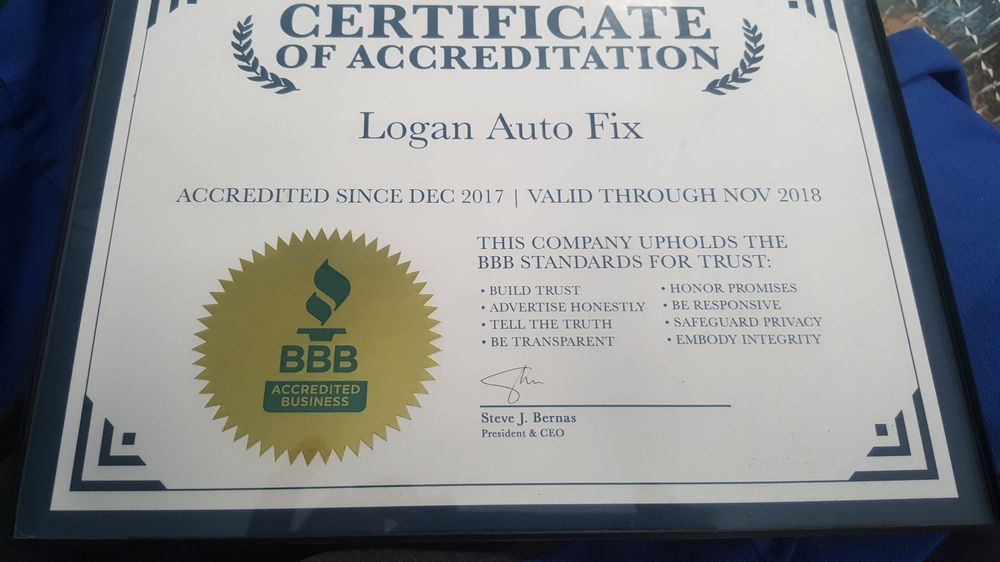 CERTIFICATE
OF ACCREDITATION
Logan Auto Fix
ACCREDITED SINCE DEC 2017 | VALID THROUGH NOV 2018
THIS COMPANY UPHOLDS THE
BBB STANDARDS FOR TRUST:
• BUILD TRUST
• ADVERTISE HONESTLY
• TELL THE TRUTH
• BE TRANSPARENT
• HONOR PROMISES
• BE RESPONSIVE
• SAFEGUARD PRIVACY
• EMBODY INTEGRITY
BBB
ACCREDITED
BUSINESS
Steve J. Bernas
President & CEO